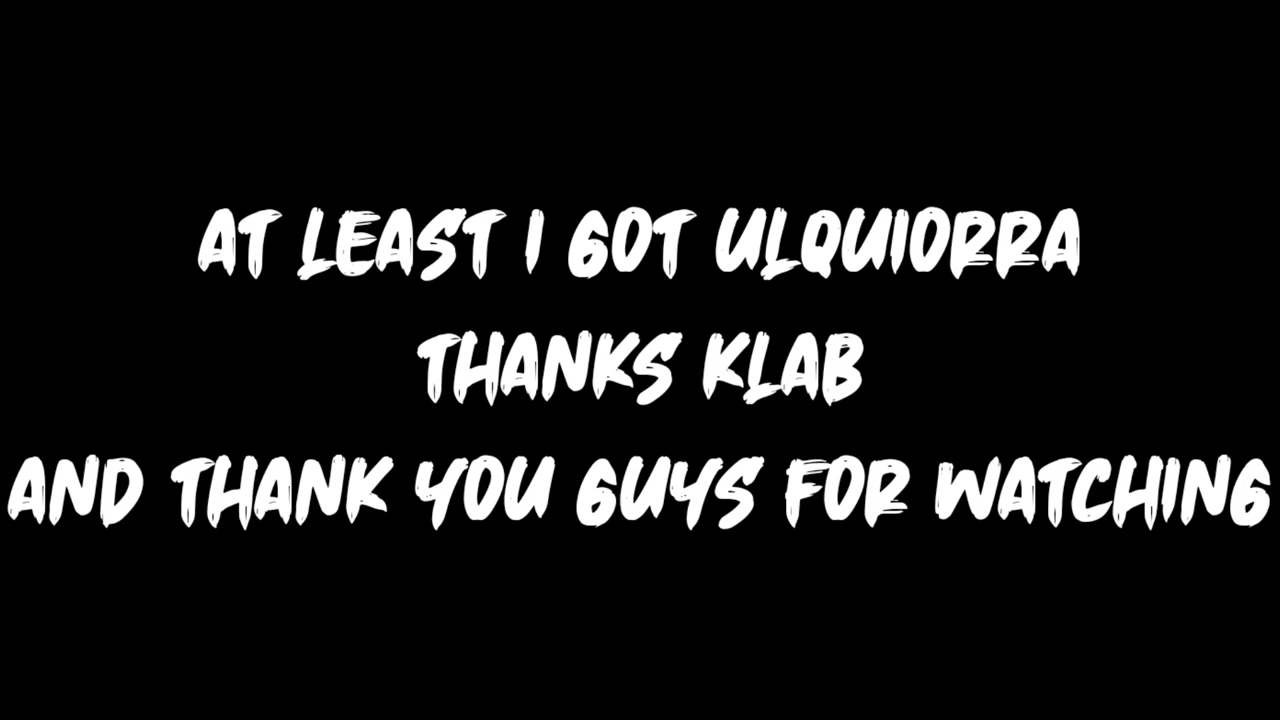 AT LEAST I GOT ULQUIORRA
THANKS KLAB
AND THANK YOU GUYS FOR WATCHING